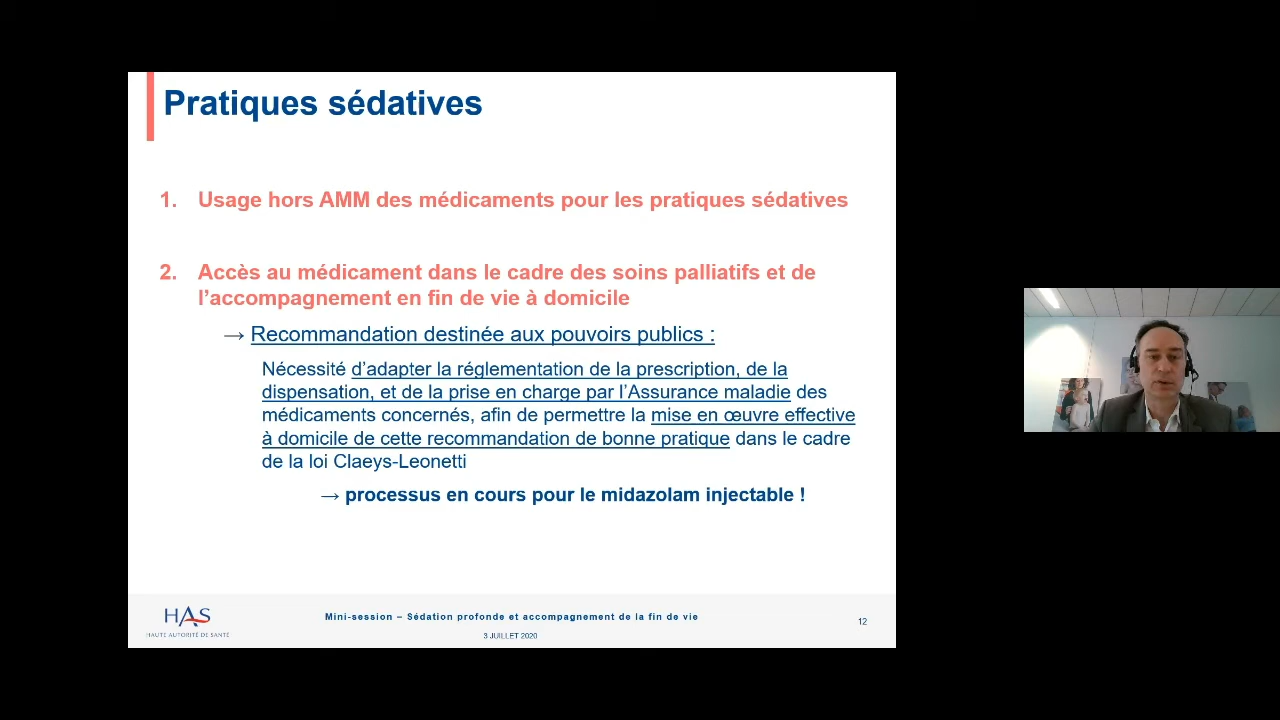 Pratiques sédatives
1. Usage hors AMM des médicaments pour les pratiques sédatives
2. Accès au médicament dans le cadre des soins palliatifs et de
l’accompagnement en fin de vie à domicile
→ Recommandation destinée aux pouvoirs publics :
Nécessité d’adapter la réglementation de la prescription, de la
dispensation, et de la prise en charge par l’Assurance maladie des
médicaments concernés, afin de permettre la mise en œuvre effective
à domicile de cette recommandation de bonne pratique dans le cadre
de la loi Claeys-Leonetti
→ processus en cours pour le midazolam injectable !
HAS
HAUTE AUTORITÉ DE SANTÉ
Mini-session – Sédation profonde et accompagnement de la fin de vie
3 JUILLET 2020
12